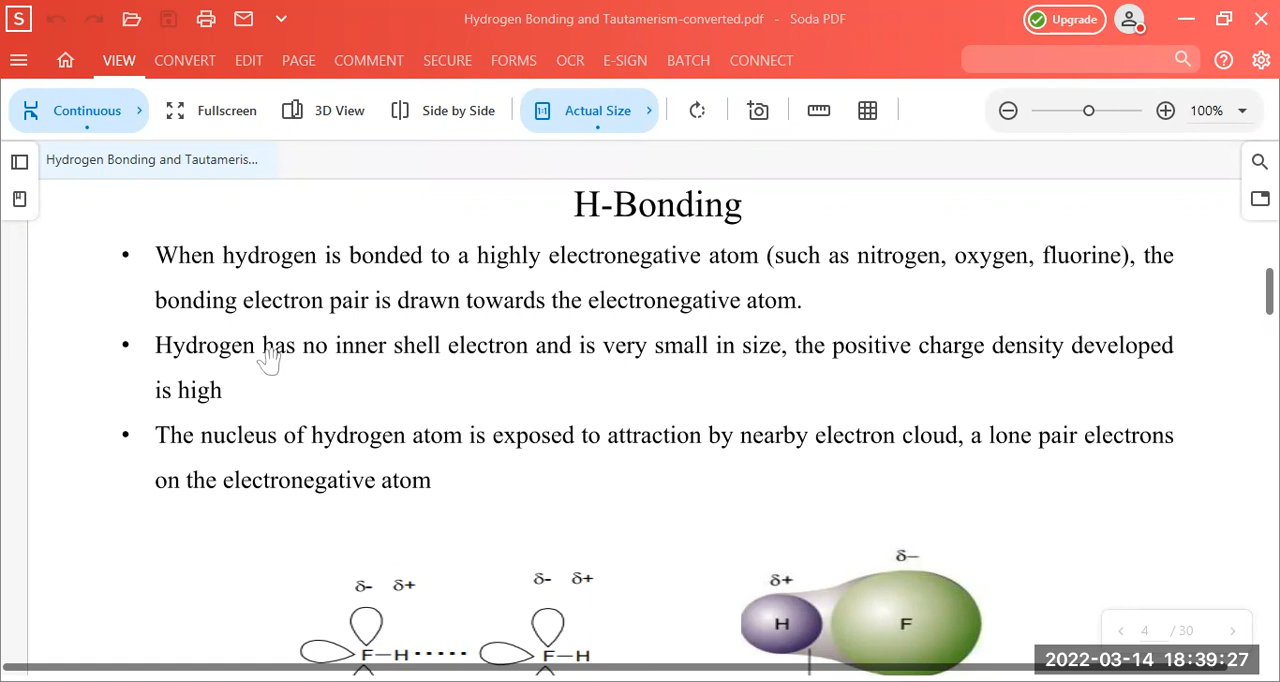 S Hydrogen Bonding and Tautamerism-converted.pdf - Soda PDF Upgrade
VIEW CONVERT EDIT PAGE COMMENT SECURE FORMS OCR E-SIGN BATCH CONNECT
Continuous Fullscreen 3D View Side by Side Actual Size 100%
Hydrogen Bonding and Tautameris...
H-Bonding
• When hydrogen is bonded to a highly electronegative atom (such as nitrogen, oxygen, fluorine), the
bonding electron pair is drawn towards the electronegative atom.
• Hydrogen has no inner shell electron and is very small in size, the positive charge density developed
is high
• The nucleus of hydrogen atom is exposed to attraction by nearby electron cloud, a lone pair electrons
on the electronegative atom
δ- δ+ δ- δ+ δ+ δ–
F–H····· F–H H F
4 / 30
2022-03-14 18:39:27